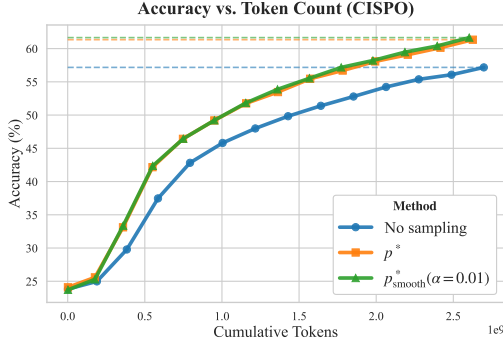 Accuracy vs. Token Count (CISPO)
Accuracy (%)
60
55
50
45
40
35
30
25
0.0
0.5
1.0
1.5
2.0
2.5
1e9
Cumulative Tokens
Method
No sampling
p*
p*smooth(α = 0.01)